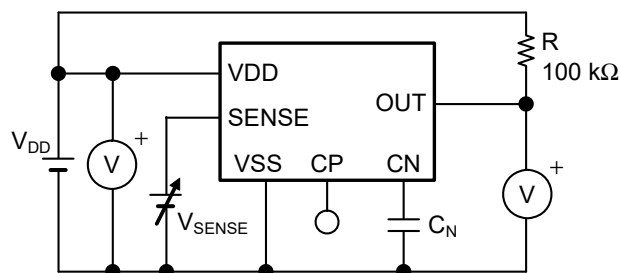 R
100 kΩ
VDD
OUT
SENSE
V_DD
V
+
VSS
CP
CN
V
+
V_SENSE
C_N